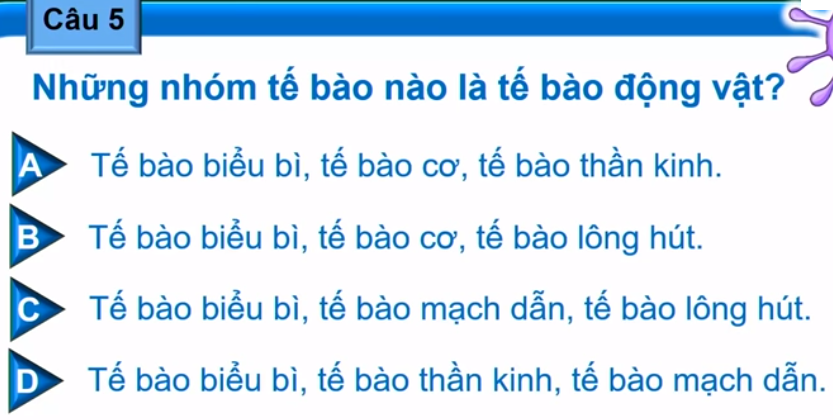 Câu 5
Những nhóm tế bào nào là tế bào động vật?
A Tế bào biểu bì, tế bào cơ, tế bào thần kinh.
B Tế bào biểu bì, tế bào cơ, tế bào lông hút.
C Tế bào biểu bì, tế bào mạch dẫn, tế bào lông hút.
D Tế bào biểu bì, tế bào thần kinh, tế bào mạch dẫn.